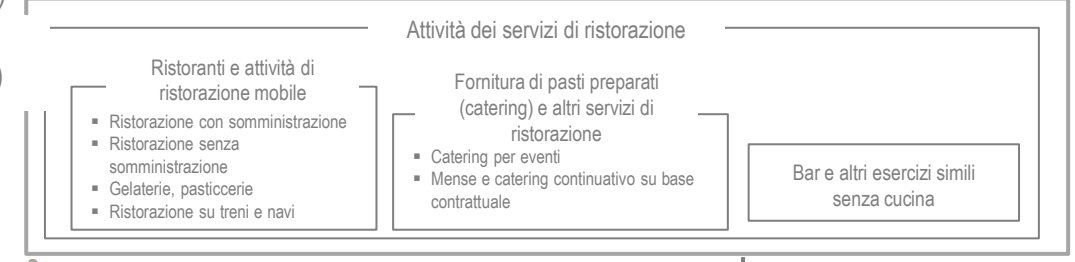 Attività dei servizi di ristorazione
Ristoranti e attività di
ristorazione mobile
▪ Ristorazione con somministrazione
▪ Ristorazione senza
somministrazione
▪ Gelaterie, pasticcerie
▪ Ristorazione su treni e navi
Fornitura di pasti preparati
(catering) e altri servizi di
ristorazione
▪ Catering per eventi
▪ Mense e catering continuativo su base
contrattuale
Bar e altri esercizi simili
senza cucina